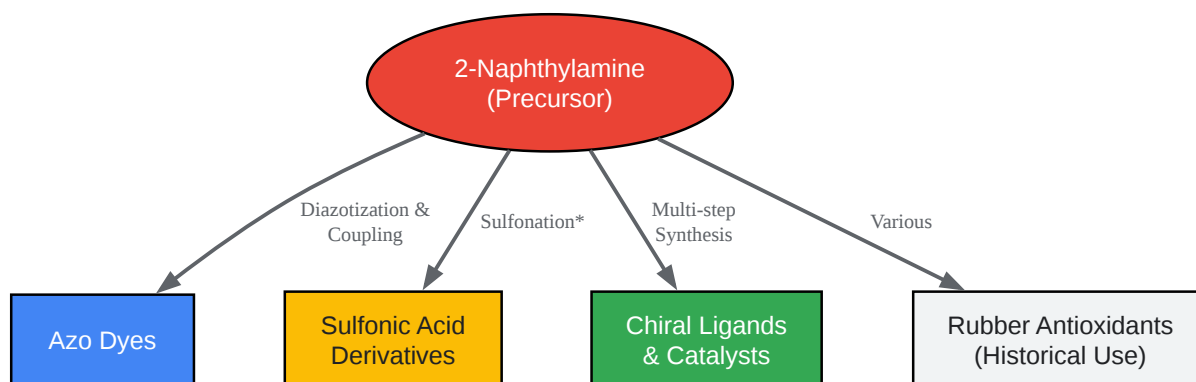 2-Naphthylamine
(Precursor)
Diazotization &
Coupling
Sulfonation*
Multi-step
Synthesis
Various
Azo Dyes
Sulfonic Acid
Derivatives
Chiral Ligands
& Catalysts
Rubber Antioxidants
(Historical Use)